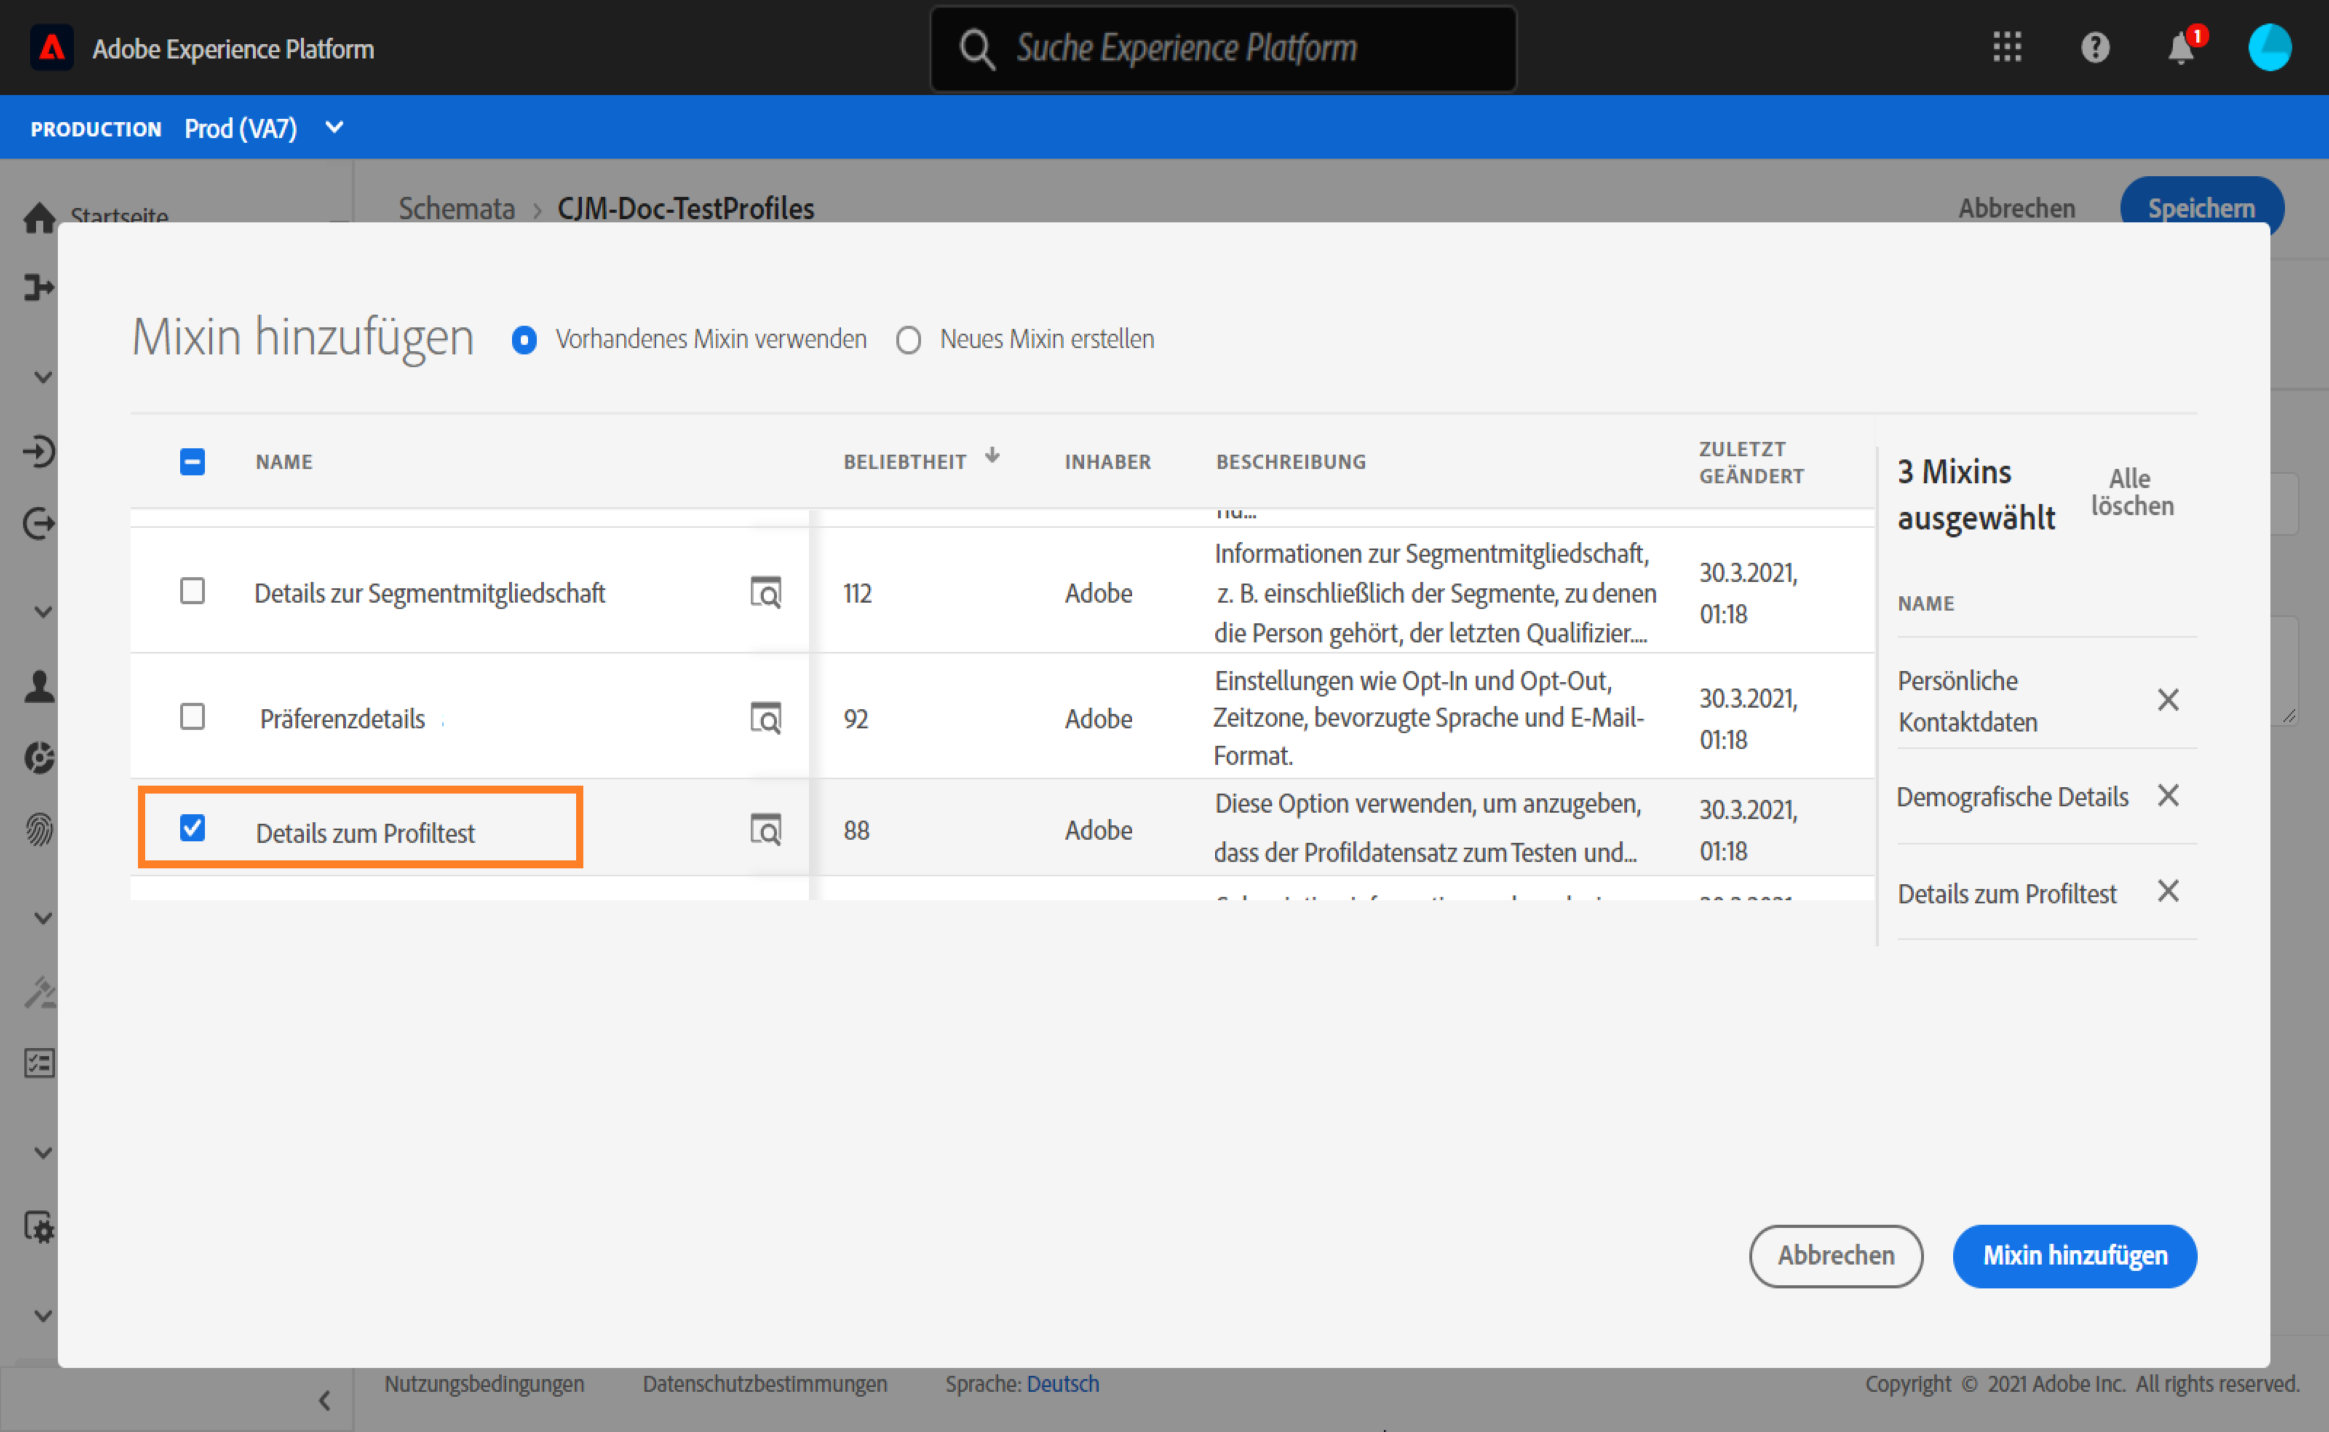 Adobe Experience Platform
Suche Experience Platform
1
PRODUCTION Prod (VA7)
Startseite
Schemata › CJM-Doc-TestProfiles
Abbrechen
Speichern
Mixin hinzufügen
Vorhandenes Mixin verwenden
Neues Mixin erstellen
NAME
BELIEBTHEIT
INHABER
BESCHREIBUNG
ZULETZT
GEÄNDERT
Details zur Segmentmitgliedschaft
112
Adobe
Informationen zur Segmentmitgliedschaft,
z. B. einschließlich der Segmente, zu denen
die Person gehört, der letzten Qualifizier....
30.3.2021,
01:18
Präferenzdetails
92
Adobe
Einstellungen wie Opt-In und Opt-Out,
Zeitzone, bevorzugte Sprache und E-Mail-
Format.
30.3.2021,
01:18
Details zum Profiltest
88
Adobe
Diese Option verwenden, um anzugeben,
dass der Profildatensatz zum Testen und...
30.3.2021,
01:18
3 Mixins
ausgewählt
Alle
löschen
NAME
Persönliche
Kontaktdaten
Demografische Details
Details zum Profiltest
Abbrechen
Mixin hinzufügen
Nutzungsbedingungen
Datenschutzbestimmungen
Sprache: Deutsch
Copyright © 2021 Adobe Inc. All rights reserved.